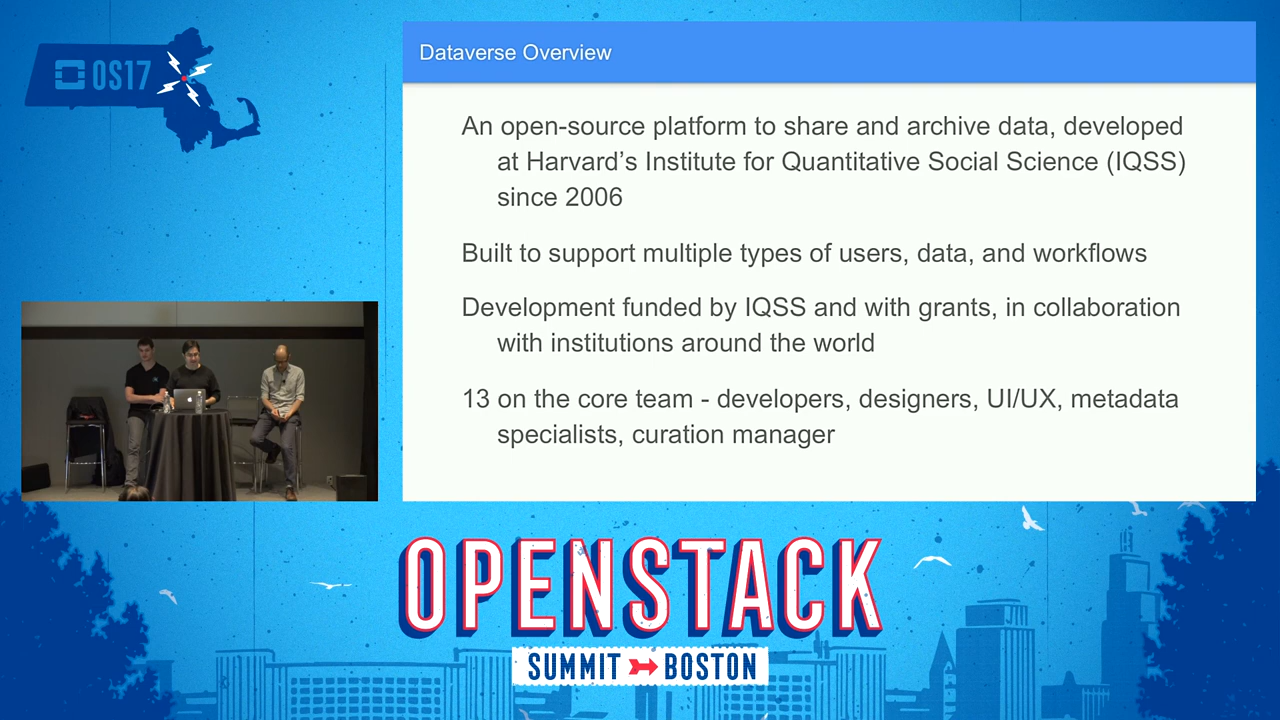 OS17
Dataverse Overview
An open-source platform to share and archive data, developed
at Harvard’s Institute for Quantitative Social Science (IQSS)
since 2006
Built to support multiple types of users, data, and workflows
Development funded by IQSS and with grants, in collaboration
with institutions around the world
13 on the core team - developers, designers, UI/UX, metadata
specialists, curation manager
OPENSTACK
SUMMIT BOSTON